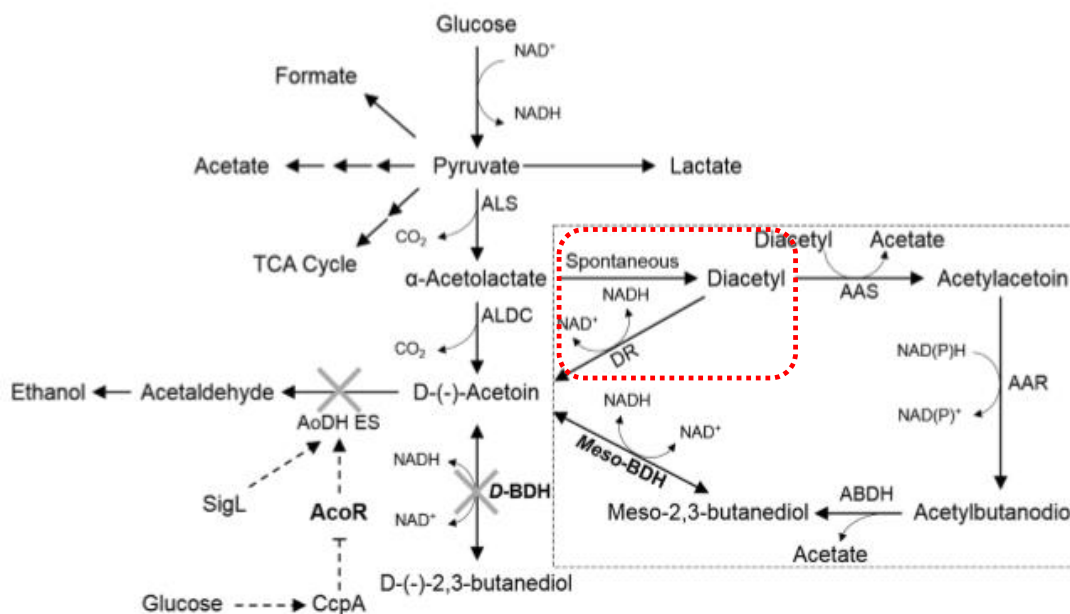 Glucose
NAD⁺
NADH
Formate
Acetate
Pyruvate
Lactate
ALS
CO₂
TCA Cycle
α-Acetolactate
Spontaneous
Diacetyl
Diacetyl
Acetate
AAS
Acetylacetoin
NADH
NAD⁺
DR
ALDC
CO₂
NAD(P)H
AAR
NAD(P)⁺
Ethanol
Acetaldehyde
D-(-)-Acetoin
AoDH ES
NADH
NAD⁺
Meso-BDH
NADH
D-BDH
NAD⁺
SigL
AcoR
Meso-2,3-butanediol
ABDH
Acetylbutanodio
Acetate
D-(-)-2,3-butanediol
Glucose
CcpA